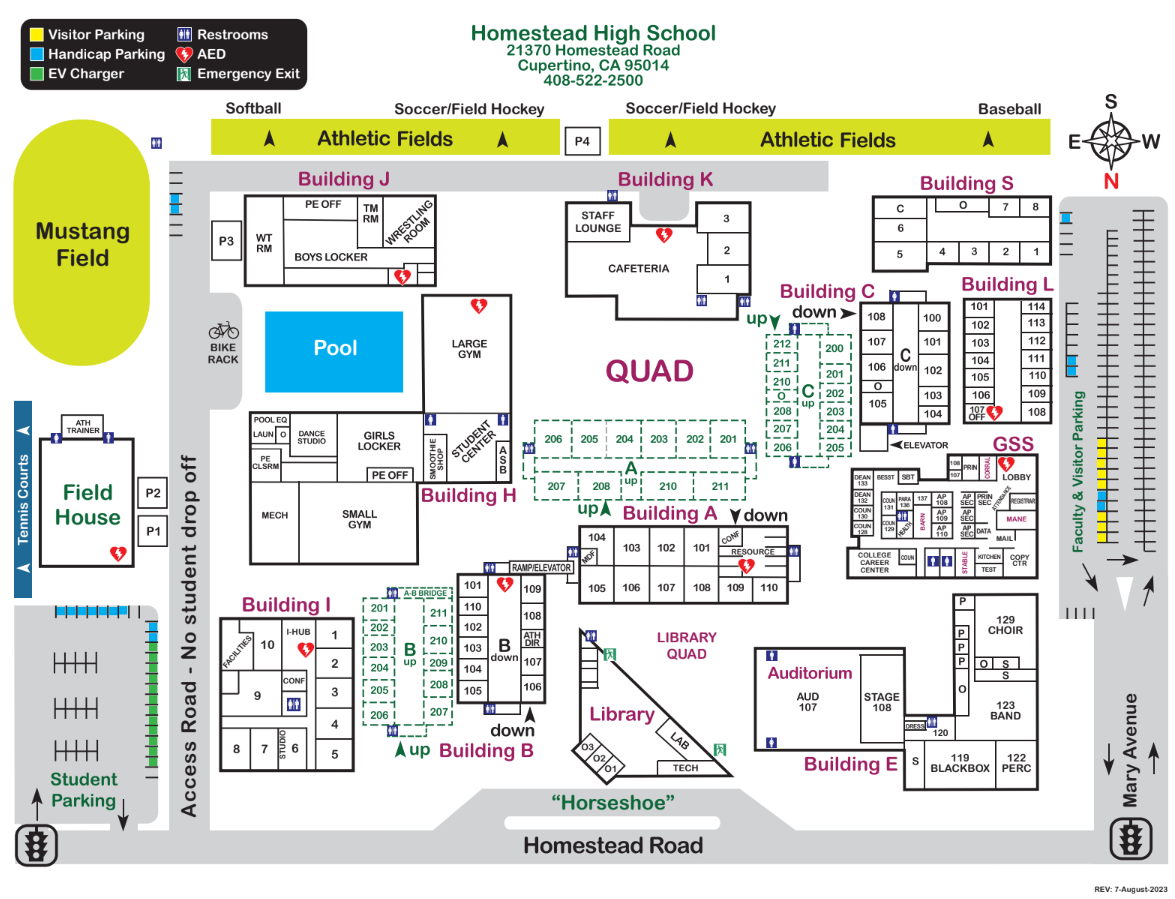 Visitor Parking
Restrooms
Handicap Parking
AED
EV Charger
Emergency Exit
Homestead High School
21370 Homestead Road
Cupertino, CA 95014
408-522-2500
Softball
Soccer/Field Hockey
Soccer/Field Hockey
Baseball
Athletic Fields
P4
Athletic Fields
S
E
W
N
Mustang
Field
Building J
PE OFF
TM
RM
WRESTLING
ROOM
WT
RM
BOYS LOCKER
P3
Building K
STAFF
LOUNGE
CAFETERIA
3
2
1
Building S
C
O
7
8
6
5
4
3
2
1
BIKE
RACK
Pool
LARGE
GYM
QUAD
Building C
down
up
212
211
210
O
208
207
206
C
up
200
201
202
203
204
205
108
107
106
O
105
C
down
100
101
102
103
104
ELEVATOR
Building L
101
102
103
104
105
106
107
OFF
114
113
112
111
110
109
108
Faculty & Visitor Parking
Tennis Courts
ATH
TRAINER
Field
House
P2
P1
Access Road - No student drop off
POOL EQ
LAUN
O
DANCE
STUDIO
GIRLS
LOCKER
PE
CLSRM
PE OFF
MECH
SMALL
GYM
SMOOTHIE
SHOP
STUDENT
CENTER
ASB
Building H
206
205
204
203
202
201
A
up
207
208
210
211
up
Building A
down
104
MDF
103
102
101
CONF
RESOURCE
105
106
107
108
109
110
RAMP/ELEVATOR
GSS
DEAN
133
BESST
SBT
108
107
PRIN
CORRAL
LOBBY
DEAN
132
COUN
130
COUN
128
COUN
131
COUN
129
PARA
136
HEALTH
137
BARN
AP
108
AP
109
AP
110
AP
SEC
AP
SEC
AP
SEC
PRIN
SEC
DATA
ATTENDANCE
REGISTRAR
MANE
MAIL
COLLEGE
CAREER
CENTER
COUN
STABLE
KITCHEN
TEST
COPY
CTR
Building I
FACILITIES
10
I-HUB
1
2
CONF
9
3
4
8
7
STUDIO
6
5
A-B BRIDGE
201
202
203
204
205
206
B
up
211
210
209
208
207
up
101
110
102
103
104
105
B
down
109
108
ATH
DIR
107
106
down
Building B
LIBRARY
QUAD
Library
LAB
TECH
O3
O2
O1
Auditorium
AUD
107
STAGE
108
DRESS
120
P
P
P
P
O
129
CHOIR
O
S
S
123
BAND
S
119
BLACKBOX
122
PERC
Building E
Student
Parking
"Horseshoe"
Homestead Road
Mary Avenue
REV: 7-August-2023